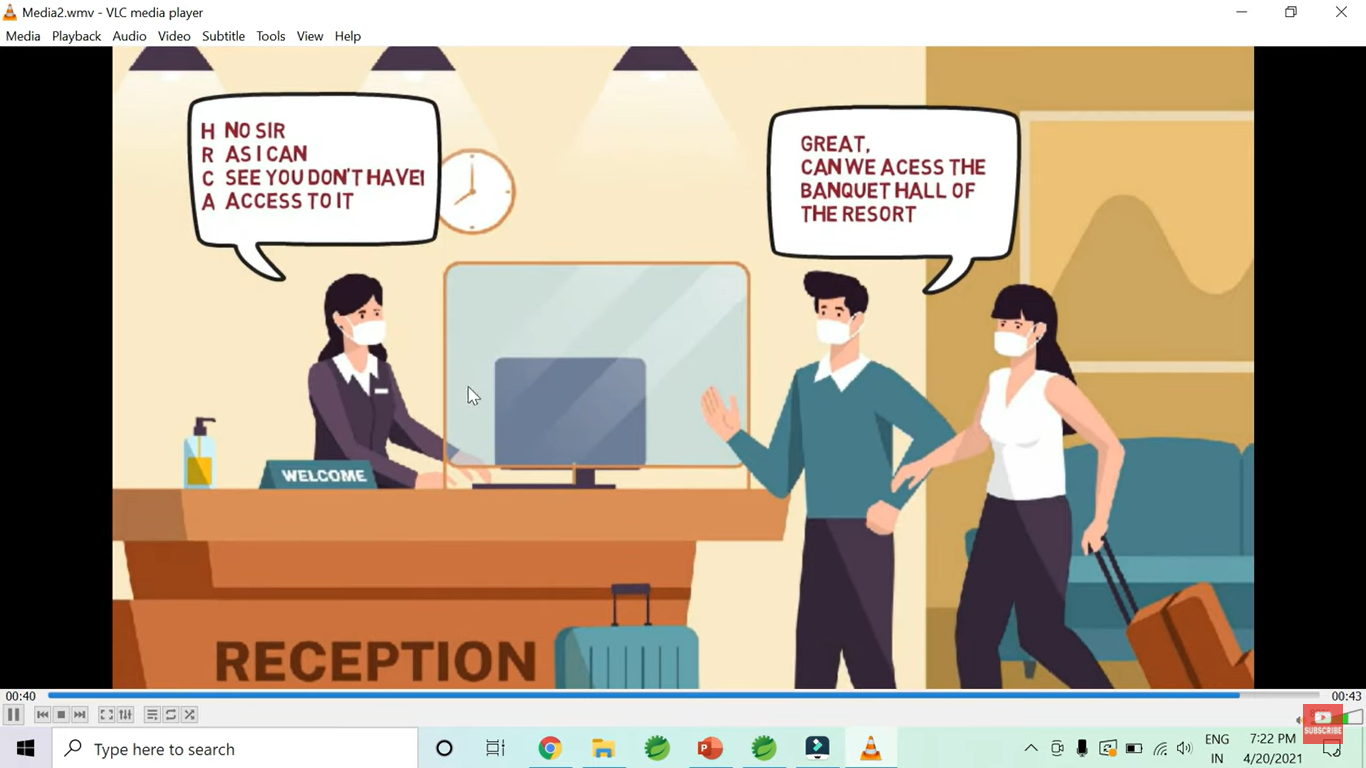 Media2.wmv - VLC media player
Media Playback Audio Video Subtitle Tools View Help
H NO SIR
R AS I CAN
C SEE YOU DON'T HAVE
A ACCESS TO IT
GREAT,
CAN WE ACESS THE
BANQUET HALL OF
THE RESORT
WELCOME
RECEPTION
00:40
00:43
SUBSCRIBE
Type here to search
ENG
IN
7:22 PM
4/20/2021